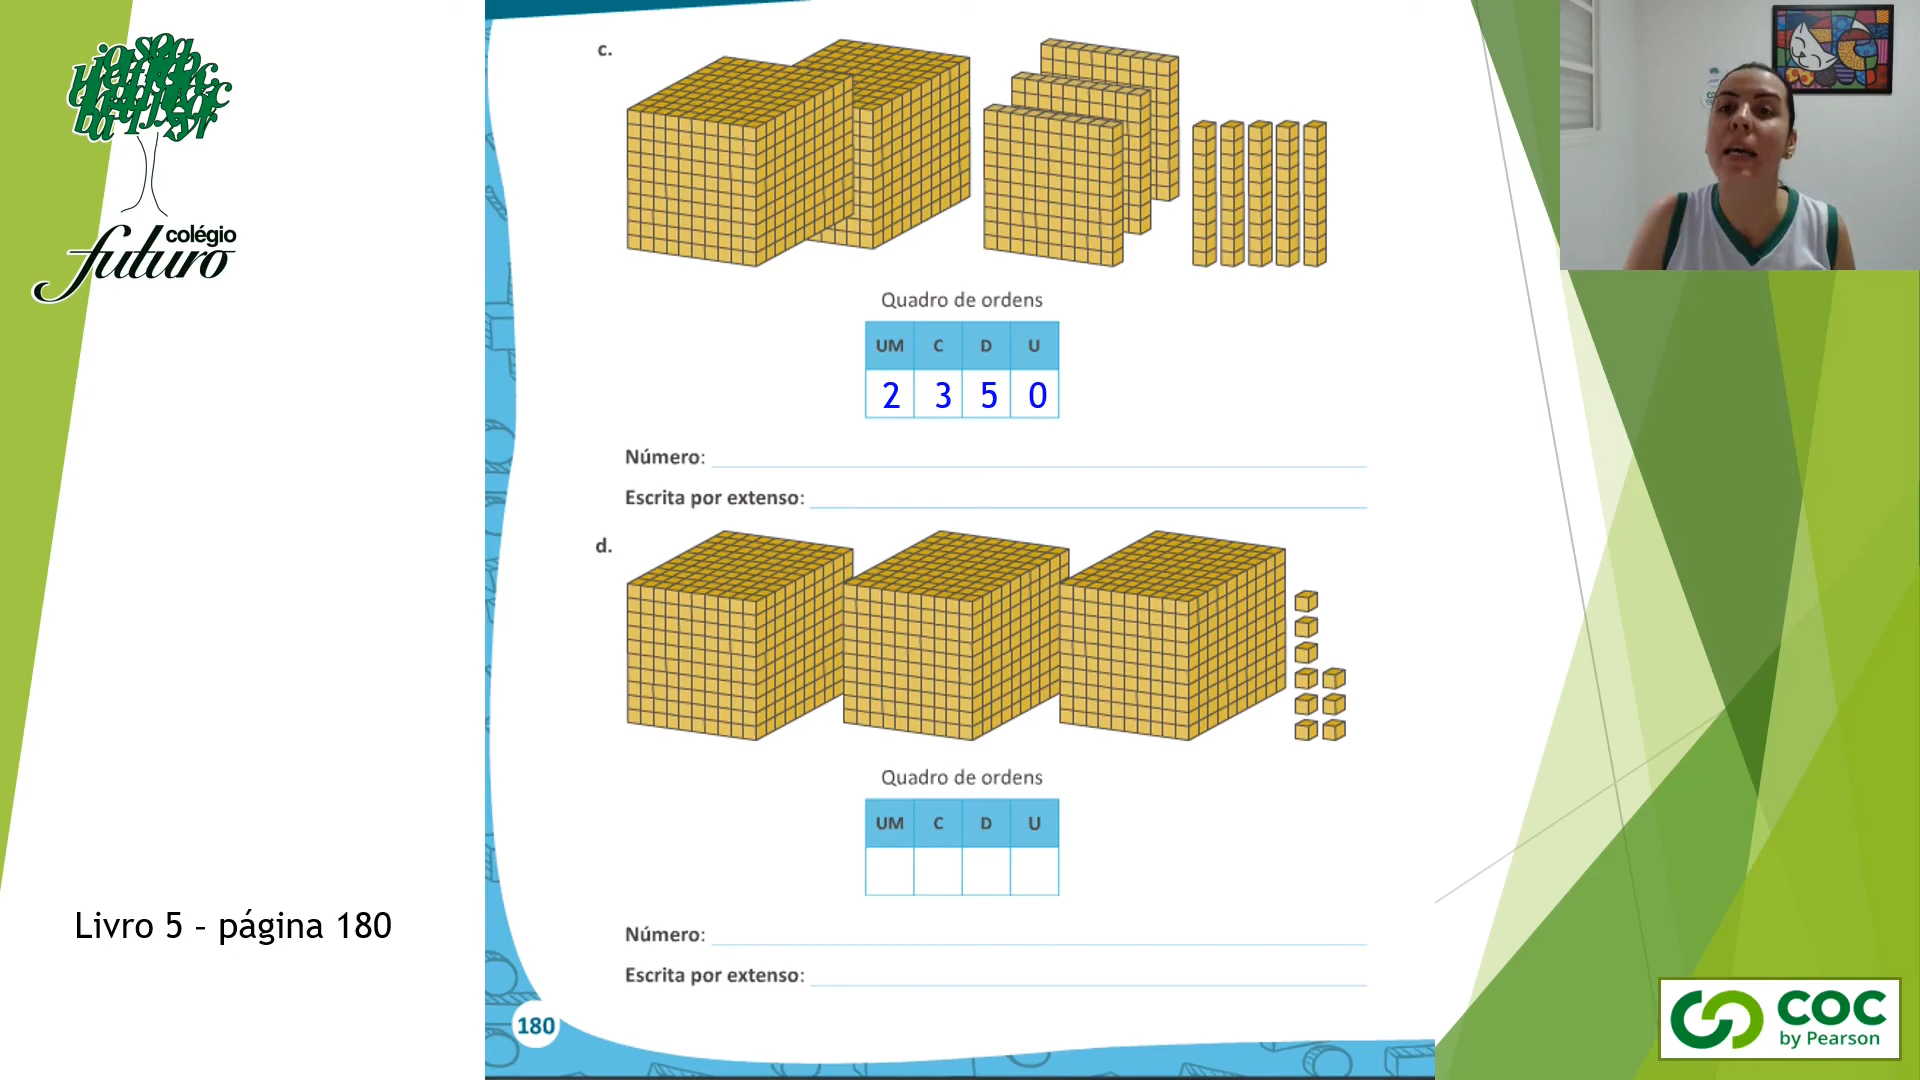 colégio
futuro
c.
Quadro de ordens
UM C D U
2 3 5 0
Número:
Escrita por extenso:
d.
Quadro de ordens
UM C D U
Número:
Escrita por extenso:
180
Livro 5 - página 180
COC
by Pearson